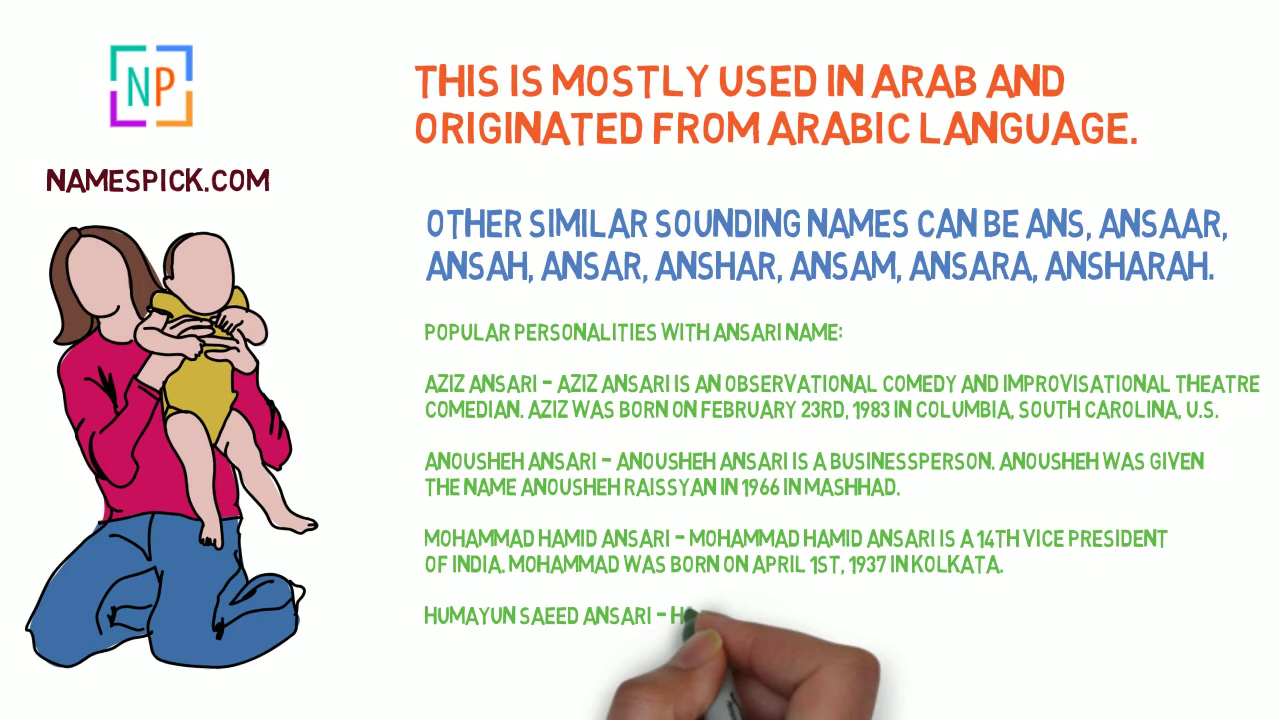 NP
NAMESPICK.COM
THIS IS MOSTLY USED IN ARAB AND
ORIGINATED FROM ARABIC LANGUAGE.
OTHER SIMILAR SOUNDING NAMES CAN BE ANS, ANSAAR,
ANSAH, ANSAR, ANSHAR, ANSAM, ANSARA, ANSHARAH.
POPULAR PERSONALITIES WITH ANSARI NAME:
AZIZ ANSARI - AZIZ ANSARI IS AN OBSERVATIONAL COMEDY AND IMPROVISATIONAL THEATRE
COMEDIAN. AZIZ WAS BORN ON FEBRUARY 23RD, 1983 IN COLUMBIA, SOUTH CAROLINA, U.S.
ANOUSHEH ANSARI - ANOUSHEH ANSARI IS A BUSINESSPERSON. ANOUSHEH WAS GIVEN
THE NAME ANOUSHEH RAISSYAN IN 1966 IN MASHHAD.
MOHAMMAD HAMID ANSARI - MOHAMMAD HAMID ANSARI IS A 14TH VICE PRESIDENT
OF INDIA. MOHAMMAD WAS BORN ON APRIL 1ST, 1937 IN KOLKATA.
HUMAYUN SAEED ANSARI - H